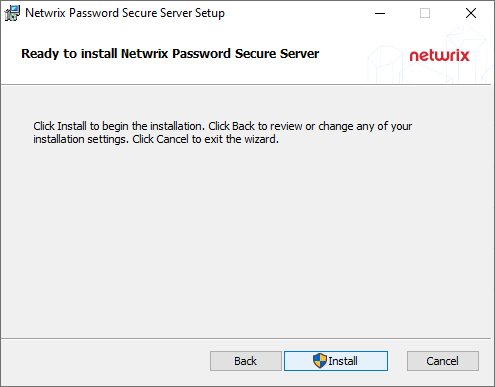 Netwrix Password Secure Server Setup
Ready to install Netwrix Password Secure Server
netwrix
Click Install to begin the installation. Click Back to review or change any of your
installation settings. Click Cancel to exit the wizard.
Back
Install
Cancel